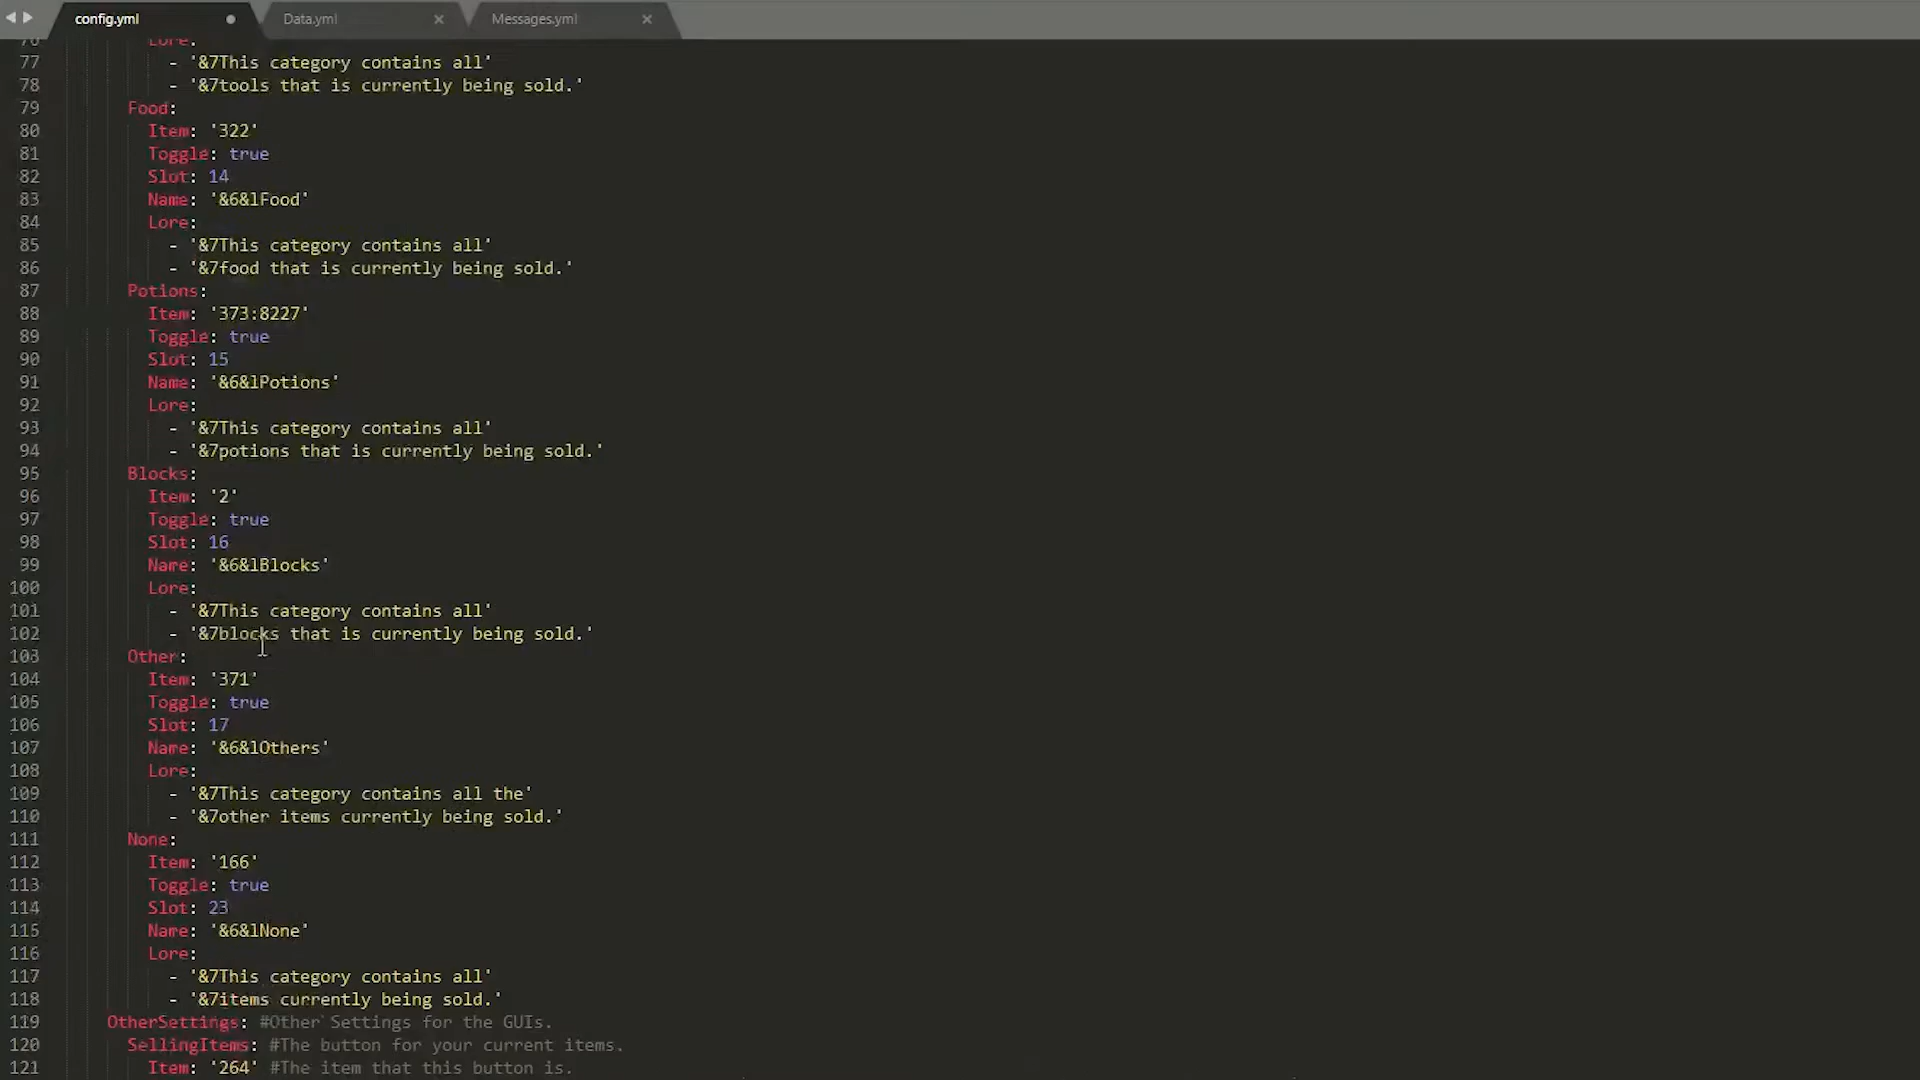 config.yml
Data.yml
Messages.yml
76 Lore:
77 - '&7This category contains all'
78 - '&7tools that is currently being sold.'
79 Food:
80 Item: '322'
81 Toggle: true
82 Slot: 14
83 Name: '&6&lFood'
84 Lore:
85 - '&7This category contains all'
86 - '&7food that is currently being sold.'
87 Potions:
88 Item: '373:8227'
89 Toggle: true
90 Slot: 15
91 Name: '&6&lPotions'
92 Lore:
93 - '&7This category contains all'
94 - '&7potions that is currently being sold.'
95 Blocks:
96 Item: '2'
97 Toggle: true
98 Slot: 16
99 Name: '&6&lBlocks'
100 Lore:
101 - '&7This category contains all'
102 - '&7blocks that is currently being sold.'
103 Other:
104 Item: '371'
105 Toggle: true
106 Slot: 17
107 Name: '&6&lOthers'
108 Lore:
109 - '&7This category contains all the'
110 - '&7other items currently being sold.'
111 None:
112 Item: '166'
113 Toggle: true
114 Slot: 23
115 Name: '&6&lNone'
116 Lore:
117 - '&7This category contains all'
118 - '&7items currently being sold.'
119 OtherSettings: #Other Settings for the GUIs.
120 SellingItems: #The button for your current items.
121 Item: '264' #The item that this button is.